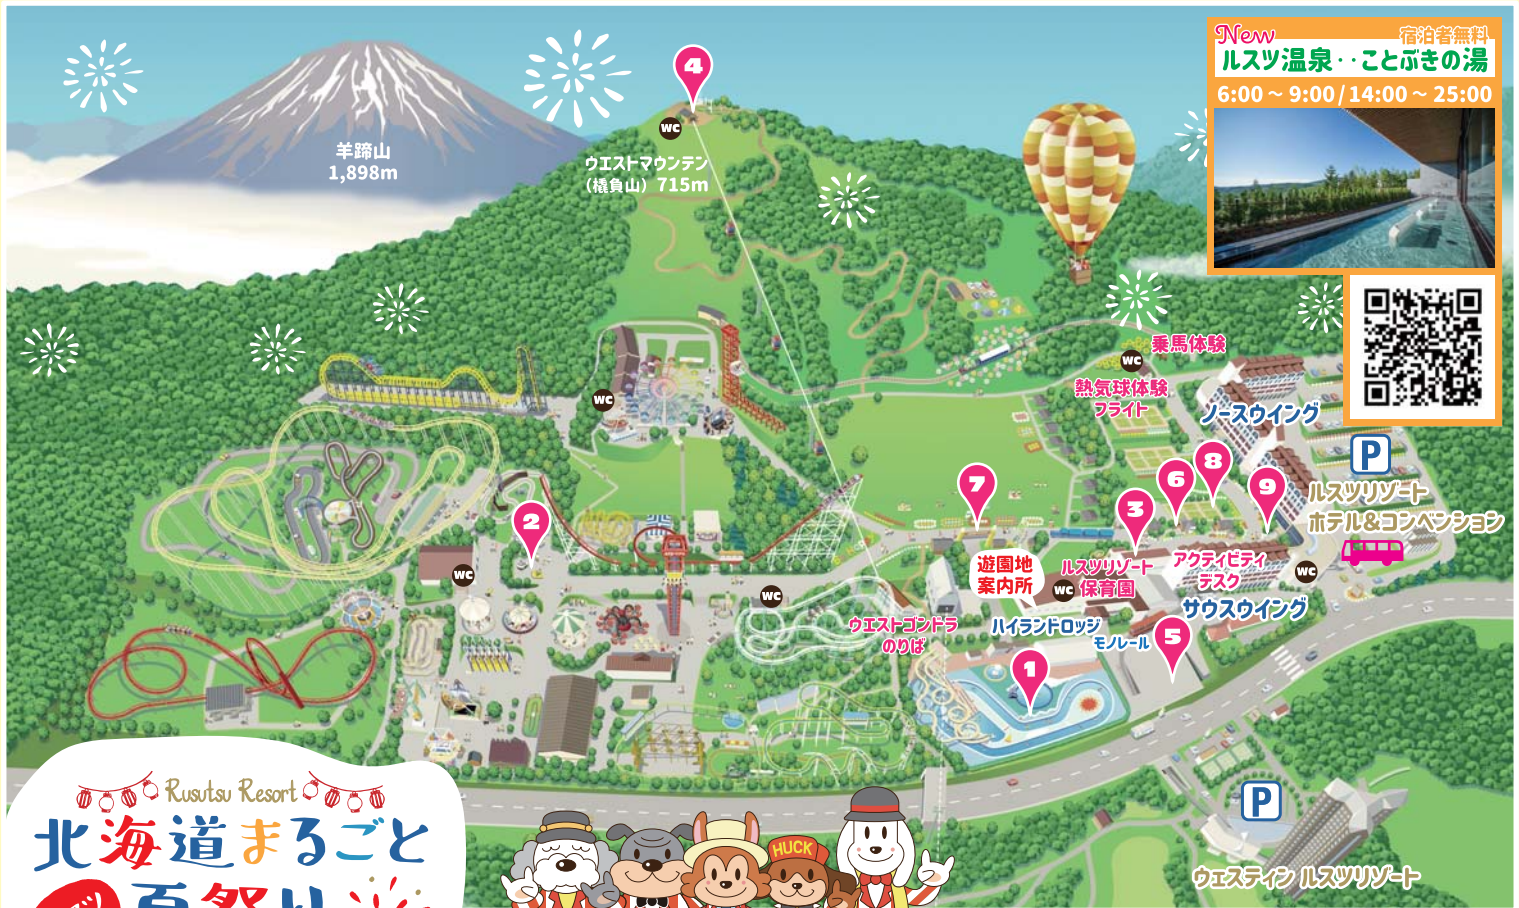 New 宿泊者無料
ルスツ温泉‥ことぶきの湯
6:00～9:00/14:00～25:00
4
wc
羊蹄山
1,898m
ウエストマウンテン
(橇負山) 715m
乗馬体験
wc
熱気球体験
フライト
ノースウイング
wc
P
ルスツリゾート
ホテル&コンベンション
8
6
9
7
3
2
wc
遊園地
案内所
ルスツリゾート
wc 保育園
アクティビティ
デスク
wc
サウスウイング
wc
ウエストゴンドラ
のりば
ハイランドロッジ
モノレール
5
1
Rusutsu Resort
北海道まるごと
夏祭り
HUCK
P
ウェスティン ルスツリゾート